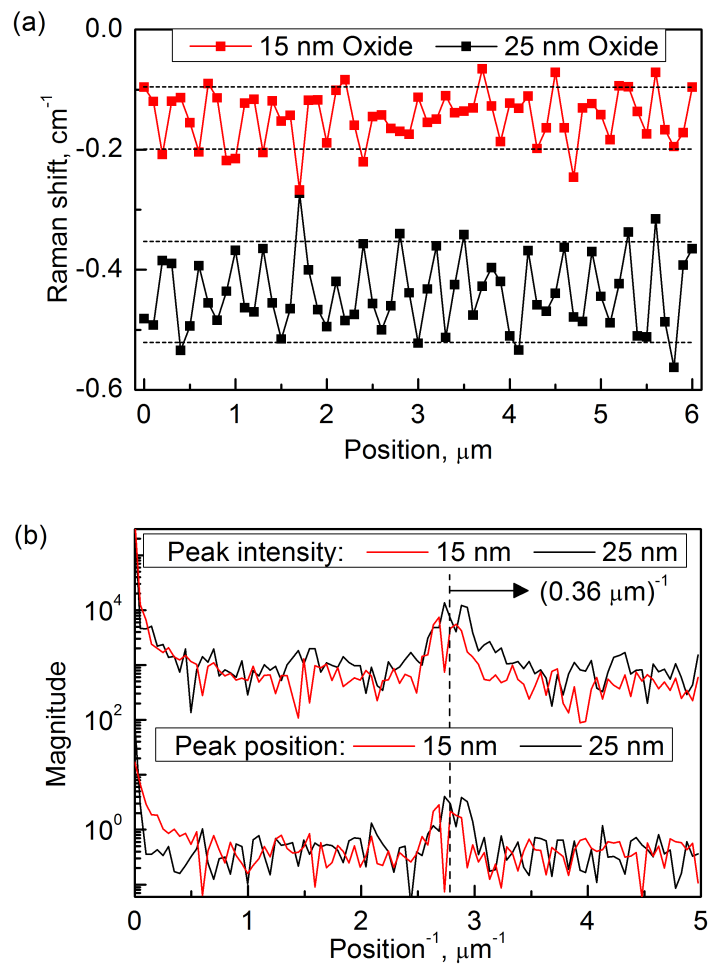 (a)
0.0
15 nm Oxide
25 nm Oxide
-0.2
-0.4
-0.6
Raman shift, cm⁻¹
0 1 2 3 4 5 6
Position, μm
(b)
Peak intensity: 15 nm 25 nm
(0.36 μm)⁻¹
10⁴
10²
10⁰
Magnitude
Peak position: 15 nm 25 nm
0 1 2 3 4 5
Position⁻¹, μm⁻¹